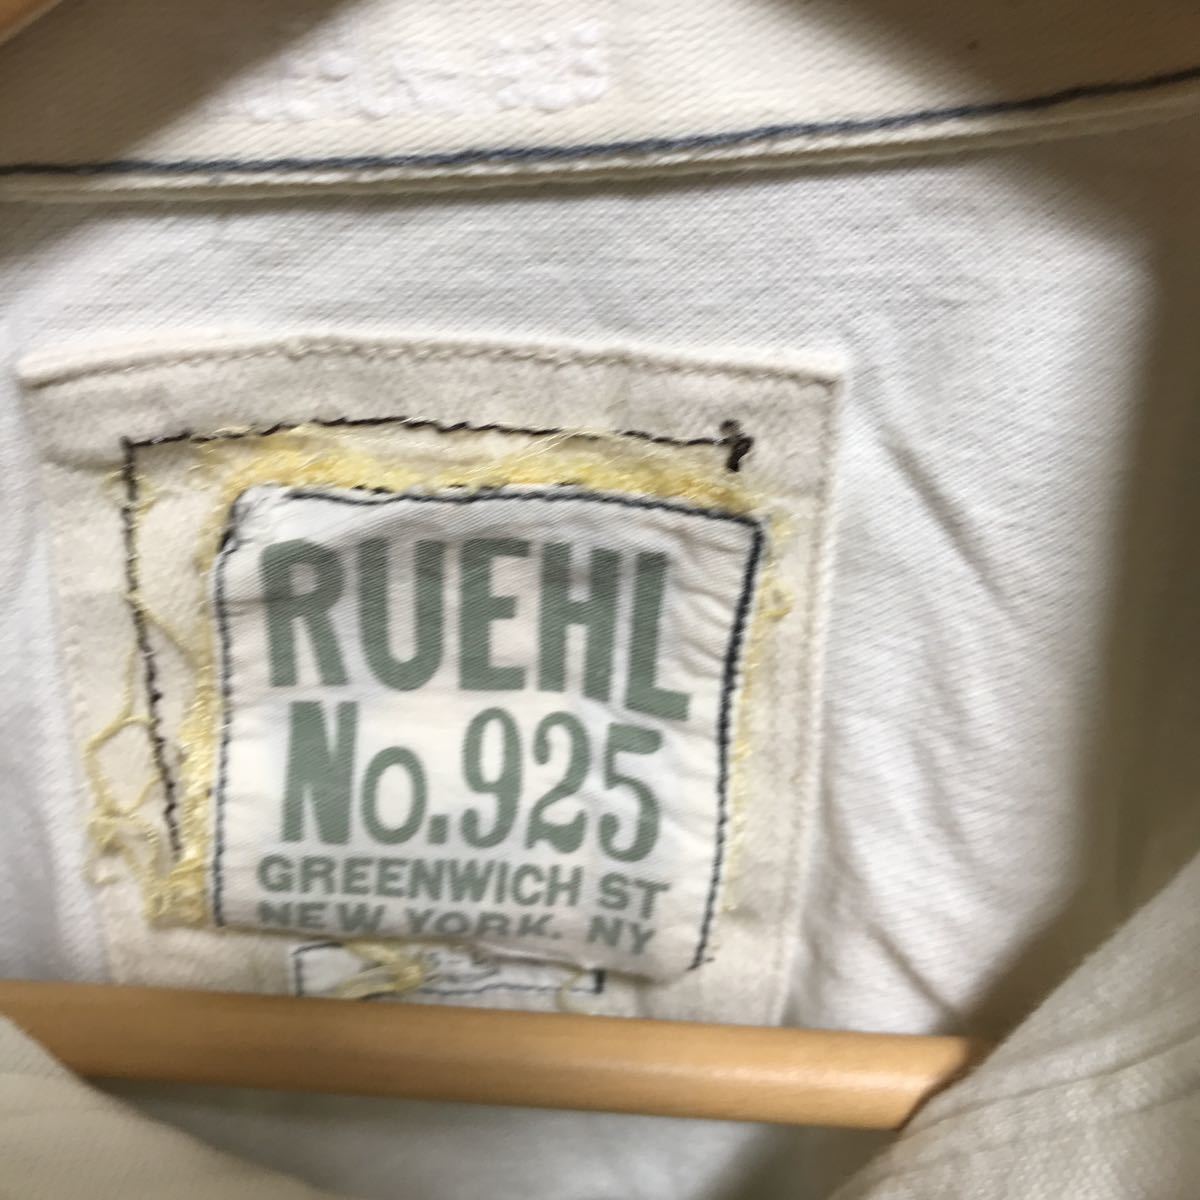 RUEHL
No.925
GREENWICH ST
NEW YORK. NY